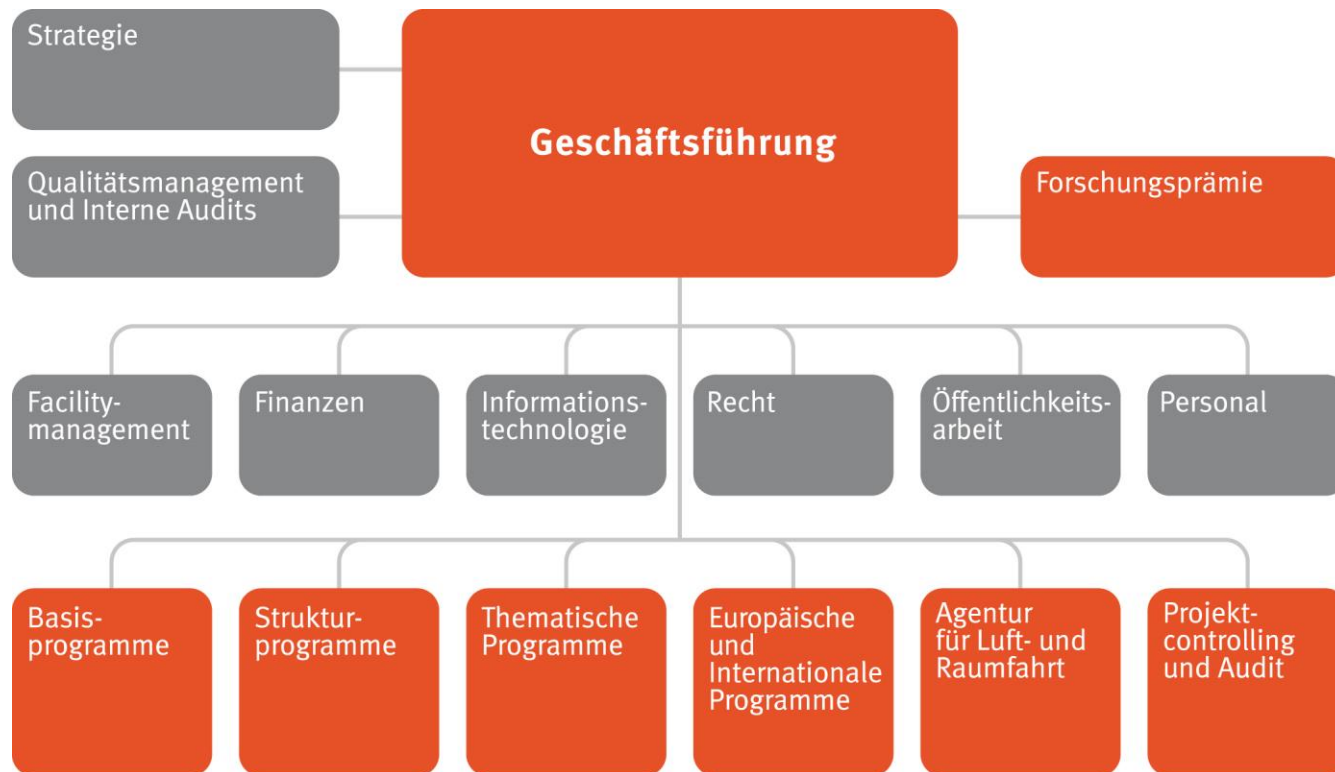 Strategie
Geschäftsführung
Qualitätsmanagement
und Interne Audits
Forschungsprämie
Facility-
management
Finanzen
Informations-
technologie
Recht
Öffentlichkeits-
arbeit
Personal
Basis-
programme
Struktur-
programme
Thematische
Programme
Europäische
und
Internationale
Programme
Agentur
für Luft- und
Raumfahrt
Projekt-
controlling
und Audit